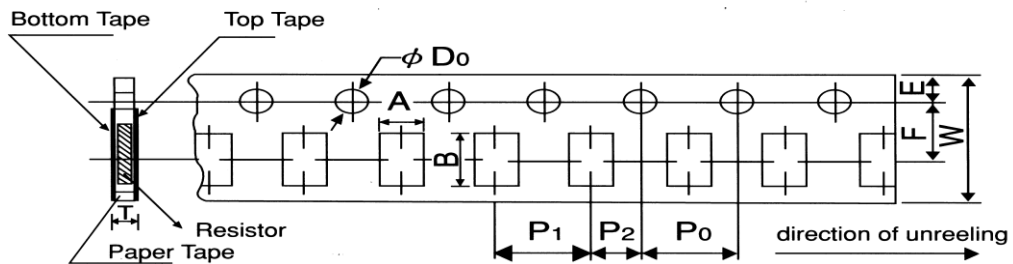 Bottom Tape
Top Tape
φ D0
A
B
E
F
W
T
Resistor
Paper Tape
P1
P2
P0
direction of unreeling